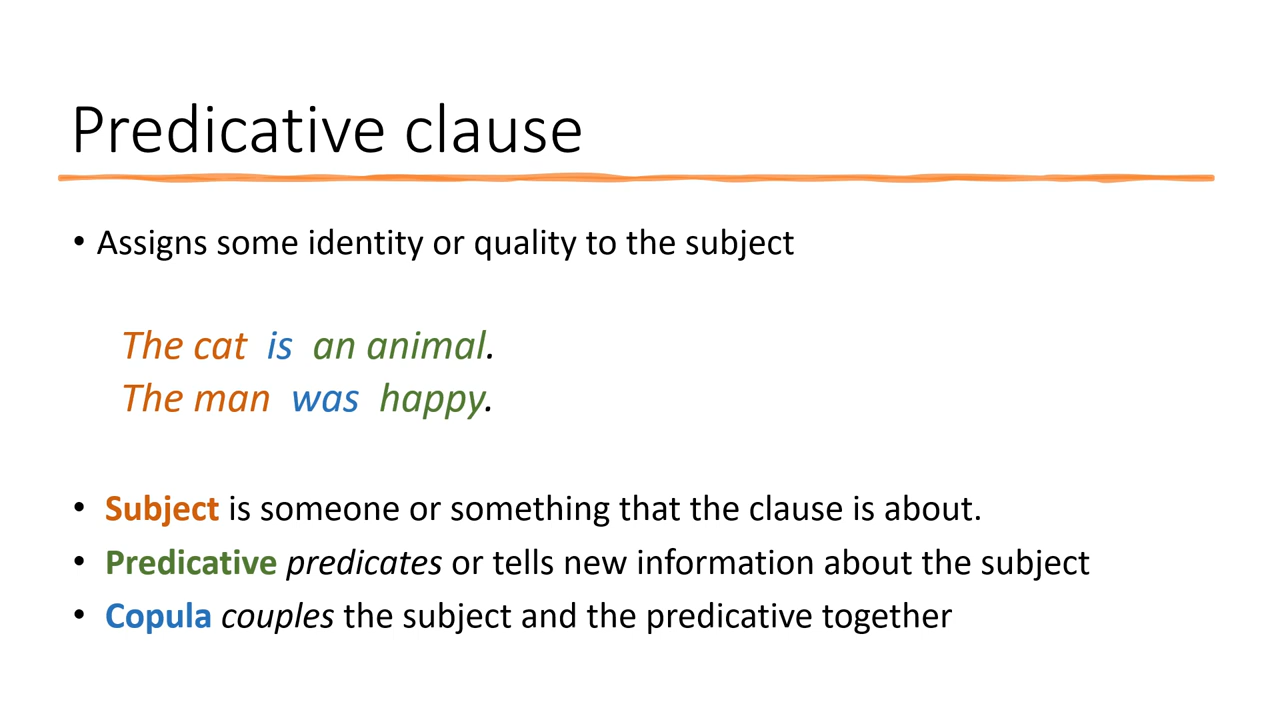 Predicative clause
• Assigns some identity or quality to the subject
The cat is an animal.
The man was happy.
• Subject is someone or something that the clause is about.
• Predicative predicates or tells new information about the subject
• Copula couples the subject and the predicative together